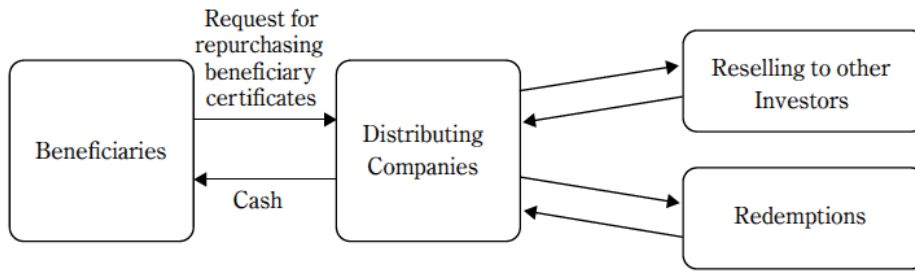 Request for
repurchasing
beneficiary
certificates
Beneficiaries
Cash
Distributing
Companies
Reselling to other
Investors
Redemptions